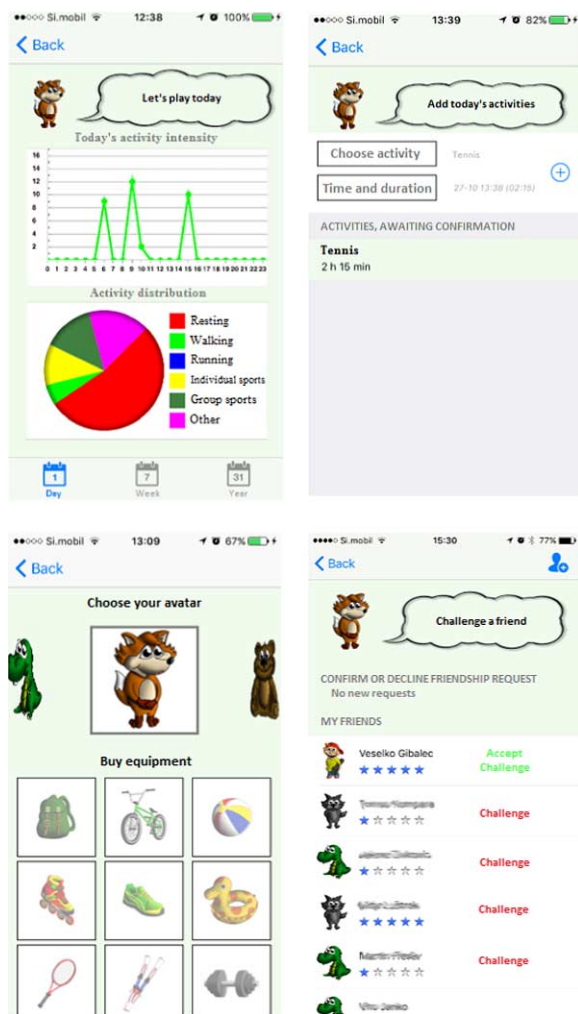 Si.mobil 12:38 100%
Back
Let's play today
Today's activity intensity
16
14
12
10
8
6
4
2
0 1 2 3 4 5 6 7 8 9 10 11 12 13 14 15 16 17 18 19 20 21 22 23
Activity distribution
Resting
Walking
Running
Individual sports
Group sports
Other
1
Day
7
Week
31
Year
Si.mobil 13:39 82%
Back
Add today's activities
Choose activity Tennis
Time and duration 27-10 13:38 (02:15)
ACTIVITIES, AWAITING CONFIRMATION
Tennis
2 h 15 min
Si.mobil 13:09 67%
Back
Choose your avatar
Buy equipment
Si.mobil 15:30 77%
Back
Challenge a friend
CONFIRM OR DECLINE FRIENDSHIP REQUEST
No new requests
MY FRIENDS
Veselko Gibalec
Accept
Challenge
Challenge
Challenge
Challenge
Challenge